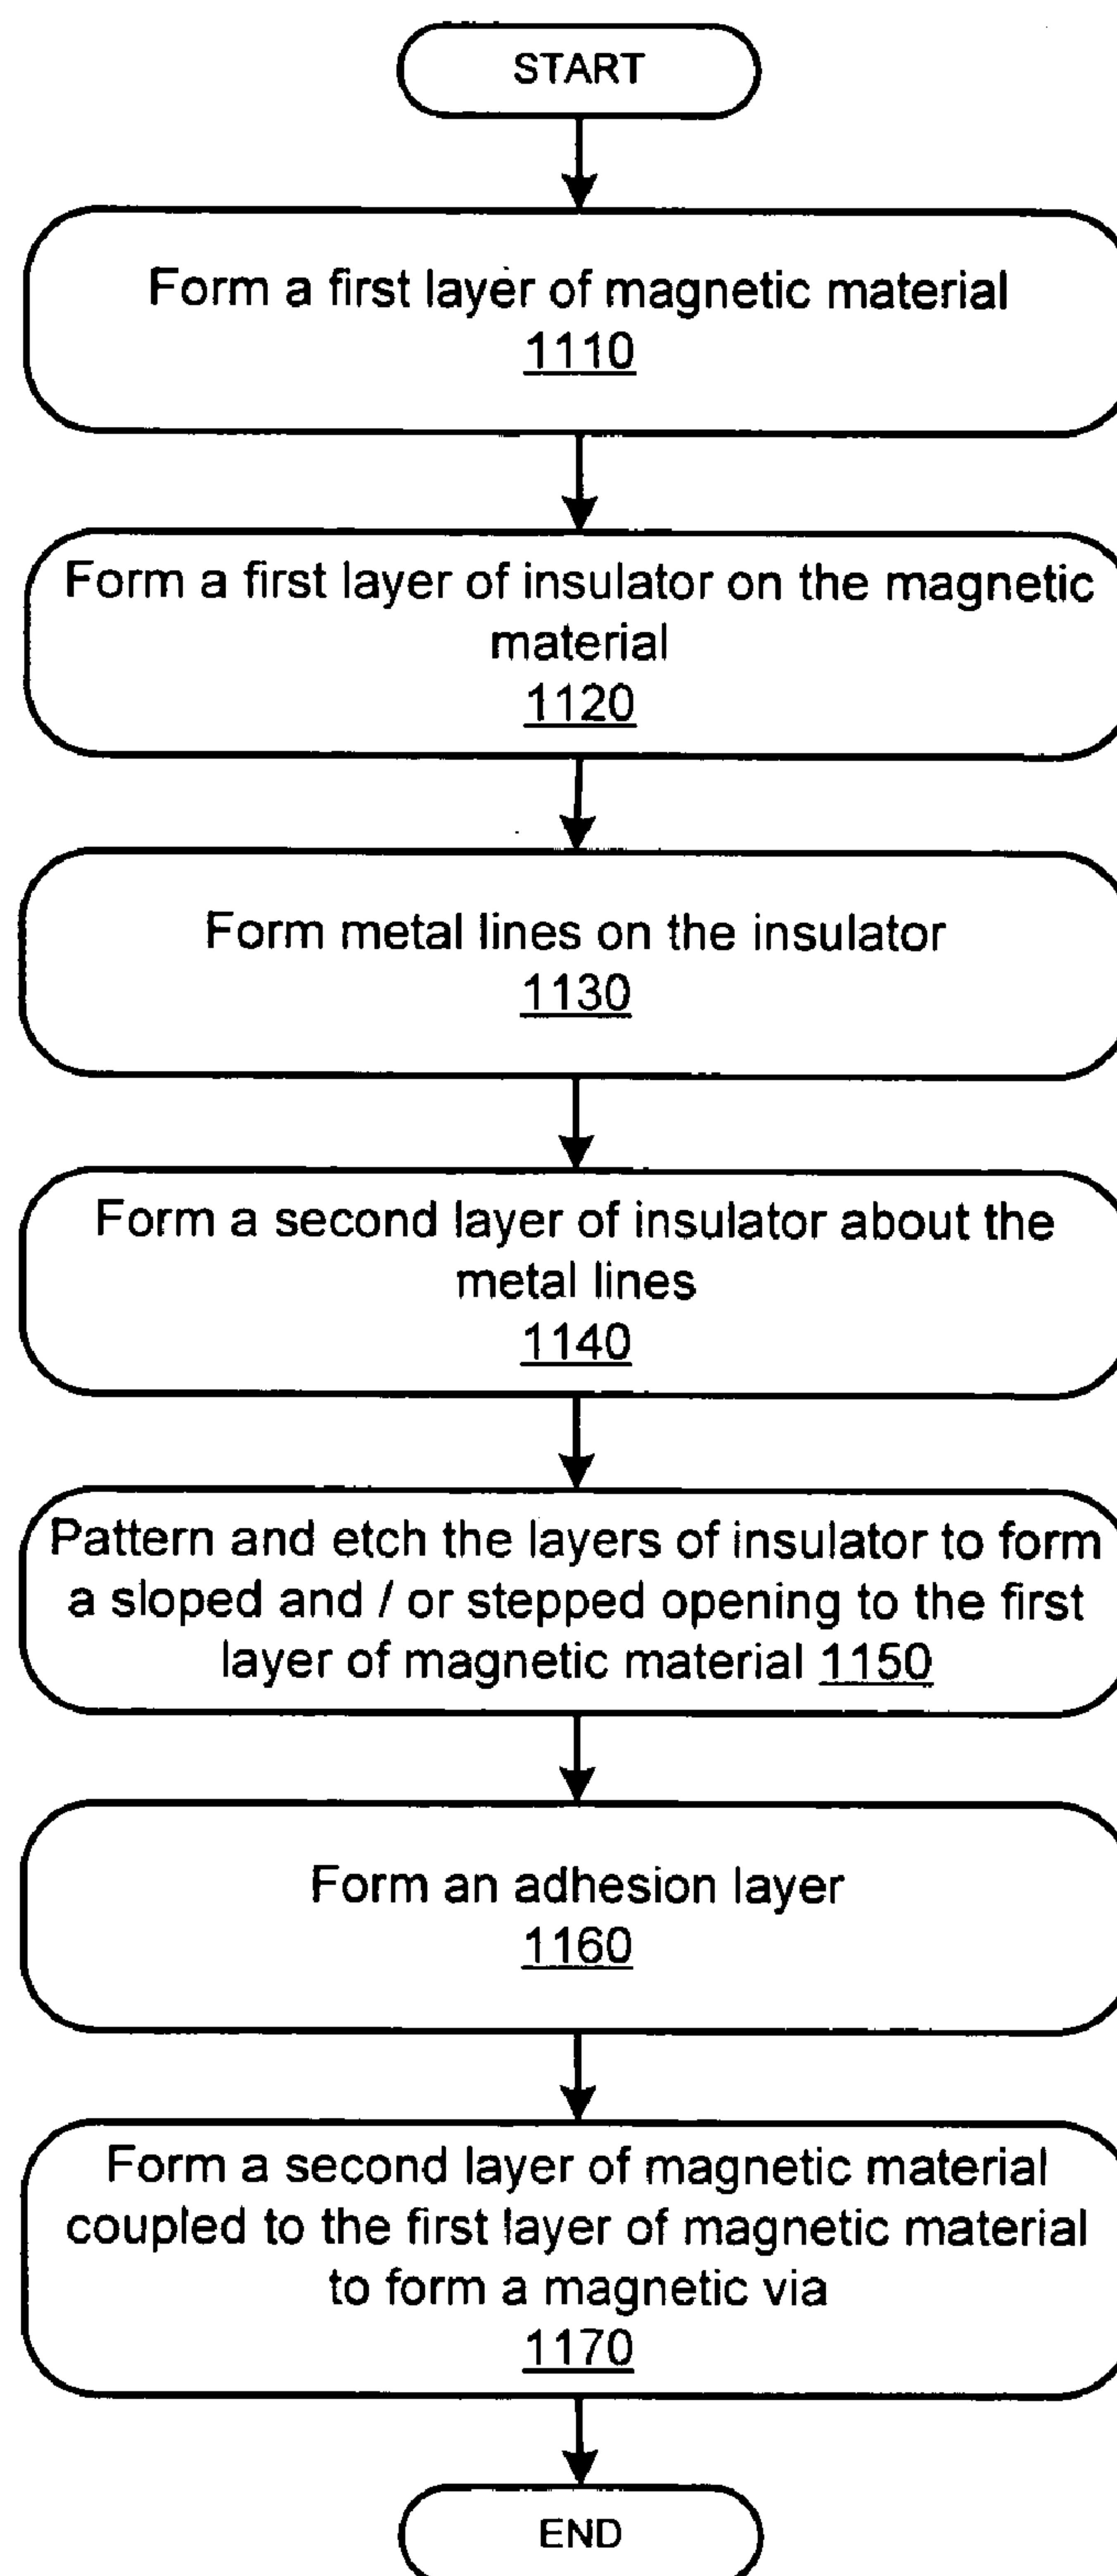 START
Form a first layer of magnetic material
1110
Form a first layer of insulator on the magnetic
material
1120
Form metal lines on the insulator
1130
Form a second layer of insulator about the
metal lines
1140
Pattern and etch the layers of insulator to form
a sloped and / or stepped opening to the first
layer of magnetic material 1150
Form an adhesion layer
1160
Form a second layer of magnetic material
coupled to the first layer of magnetic material
to form a magnetic via
1170
END